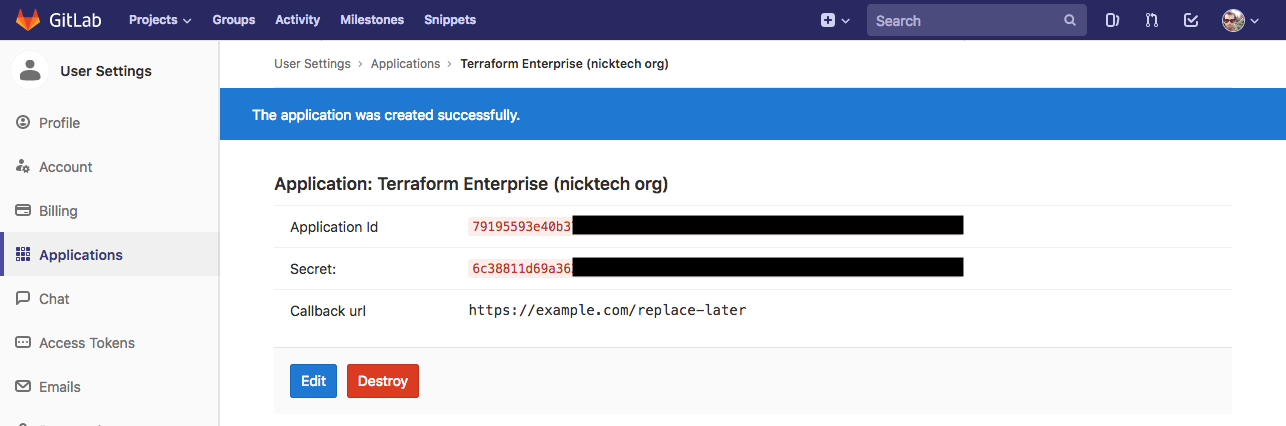 GitLab Projects Groups Activity Milestones Snippets Search
User Settings
User Settings › Applications › Terraform Enterprise (nicktech org)
The application was created successfully.
Profile
Account
Billing
Applications
Chat
Access Tokens
Emails
Application: Terraform Enterprise (nicktech org)
Application Id 79195593e40b3
Secret: 6c38811d69a36
Callback url https://example.com/replace-later
Edit Destroy